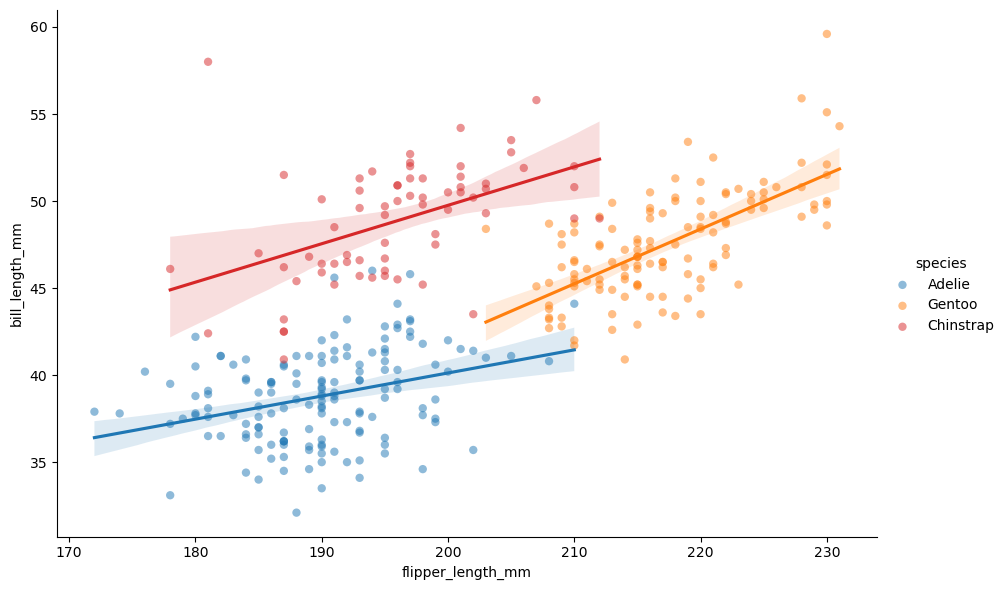 60
55
50
45
40
35
bill_length_mm
170 180 190 200 210 220 230
flipper_length_mm
species
Adelie
Gentoo
Chinstrap